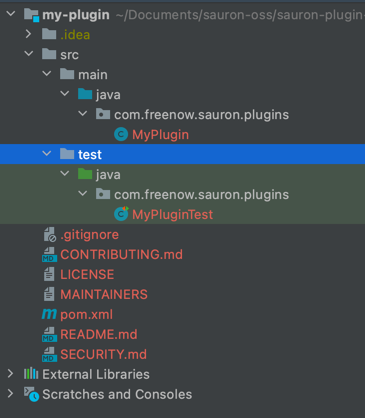 my-plugin ~/Documents/sauron-oss/sauron-plugin-
.idea
src
main
java
com.freenow.sauron.plugins
MyPlugin
test
java
com.freenow.sauron.plugins
MyPluginTest
.gitignore
CONTRIBUTING.md
LICENSE
MAINTAINERS
pom.xml
README.md
SECURITY.md
External Libraries
Scratches and Consoles